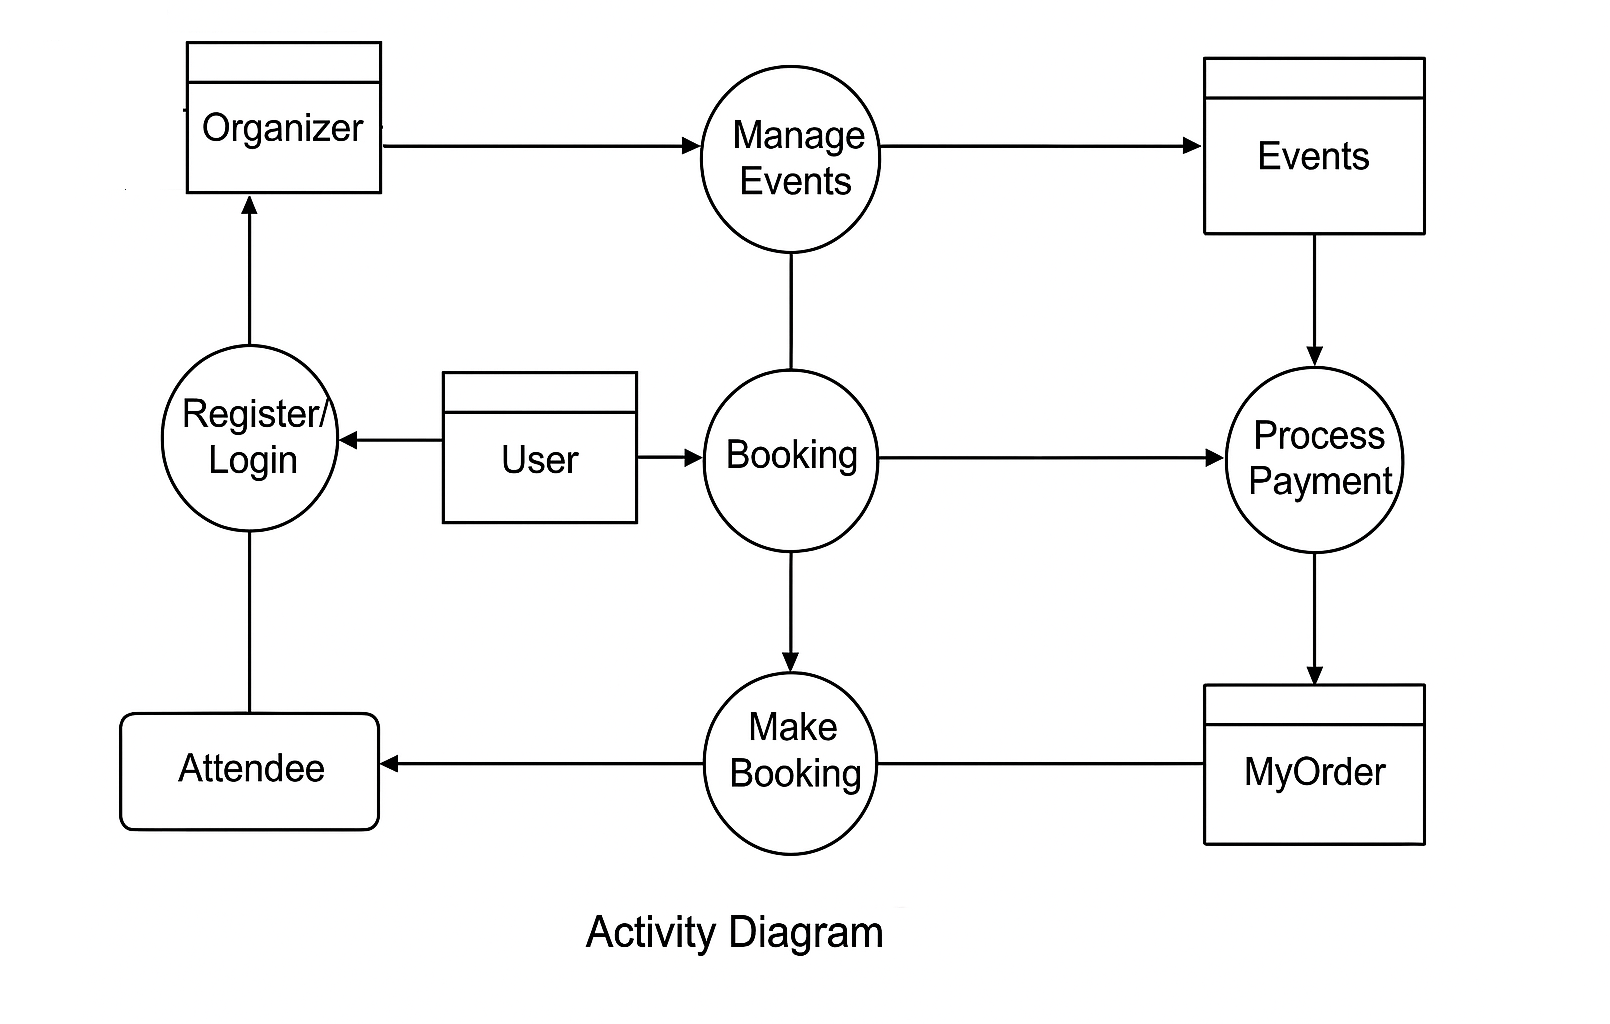 Organizer
Manage
Events
Events
Register/
Login
User
Booking
Process
Payment
Attendee
Make
Booking
MyOrder
Activity Diagram